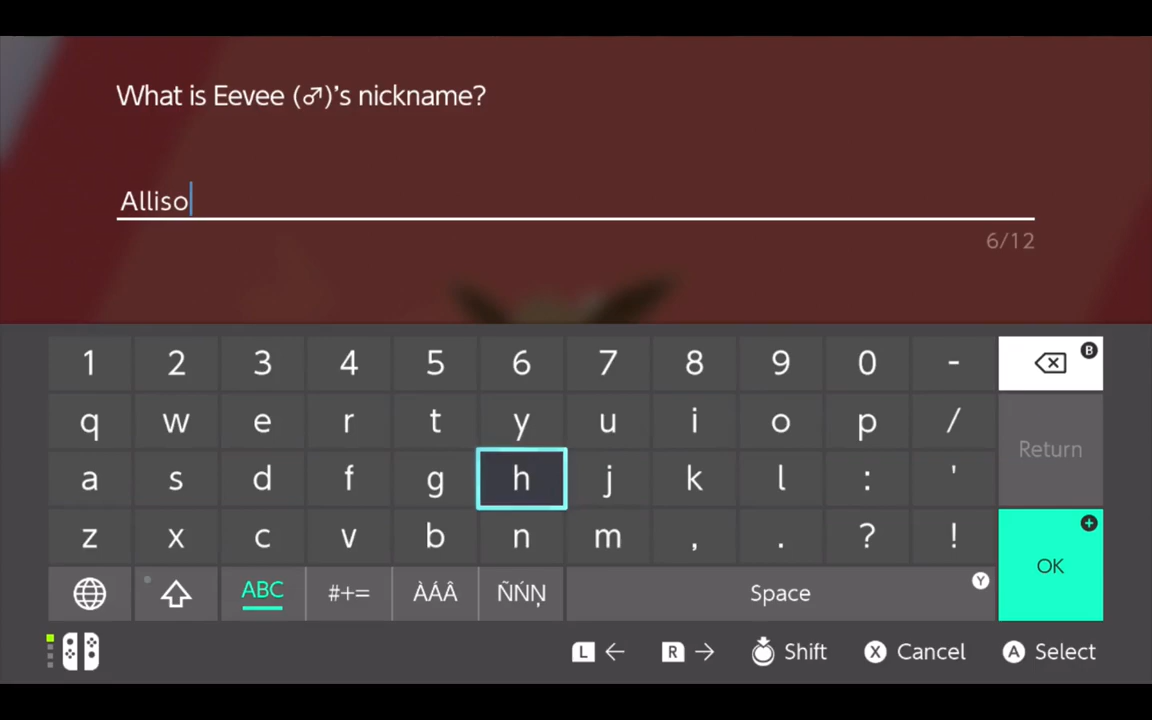 What is Eevee (♂)'s nickname?
Alliso
6/12
1 2 3 4 5 6 7 8 9 0 - B
q w e r t y u i o p / Return
a s d f g h j k l : '
z x c v b n m , . ? ! OK +
ABC #+= ÀÁÂ ÑŃŅ Space Y
L ← R → Shift X Cancel A Select